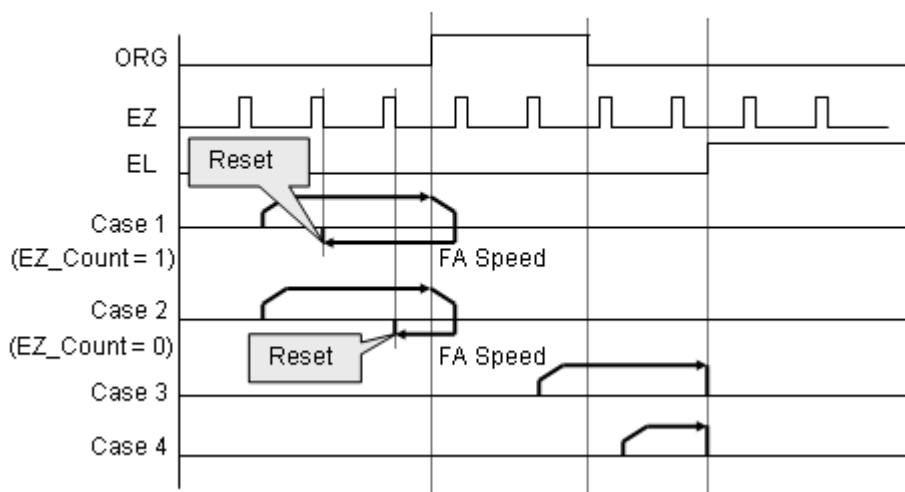 ORG
EZ
EL
Reset
Case 1
(EZ_Count = 1)
FA Speed
Case 2
(EZ_Count = 0)
Reset
FA Speed
Case 3
Case 4